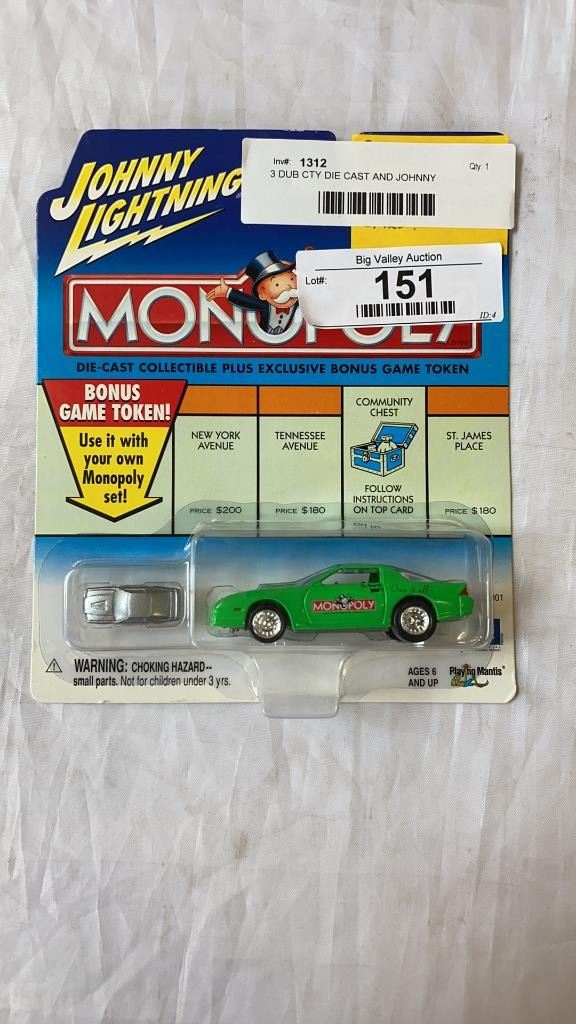 JOHNNY
LIGHTNING
Inv#: 1312
Qty: 1
3 DUB CTY DIE CAST AND JOHNNY
Big Valley Auction
Lot#:
151
ID:4
MONOPOLY
DIE-CAST COLLECTIBLE PLUS EXCLUSIVE BONUS GAME TOKEN
BONUS
GAME TOKEN!
Use it with
your own
Monopoly
set!
NEW YORK
AVENUE
PRICE $200
TENNESSEE
AVENUE
PRICE $180
COMMUNITY
CHEST
FOLLOW
INSTRUCTIONS
ON TOP CARD
ST. JAMES
PLACE
PRICE $180
MONOPOLY
Own it all
WARNING: CHOKING HAZARD--
small parts. Not for children under 3 yrs.
AGES 6
AND UP
Playing Mantis®